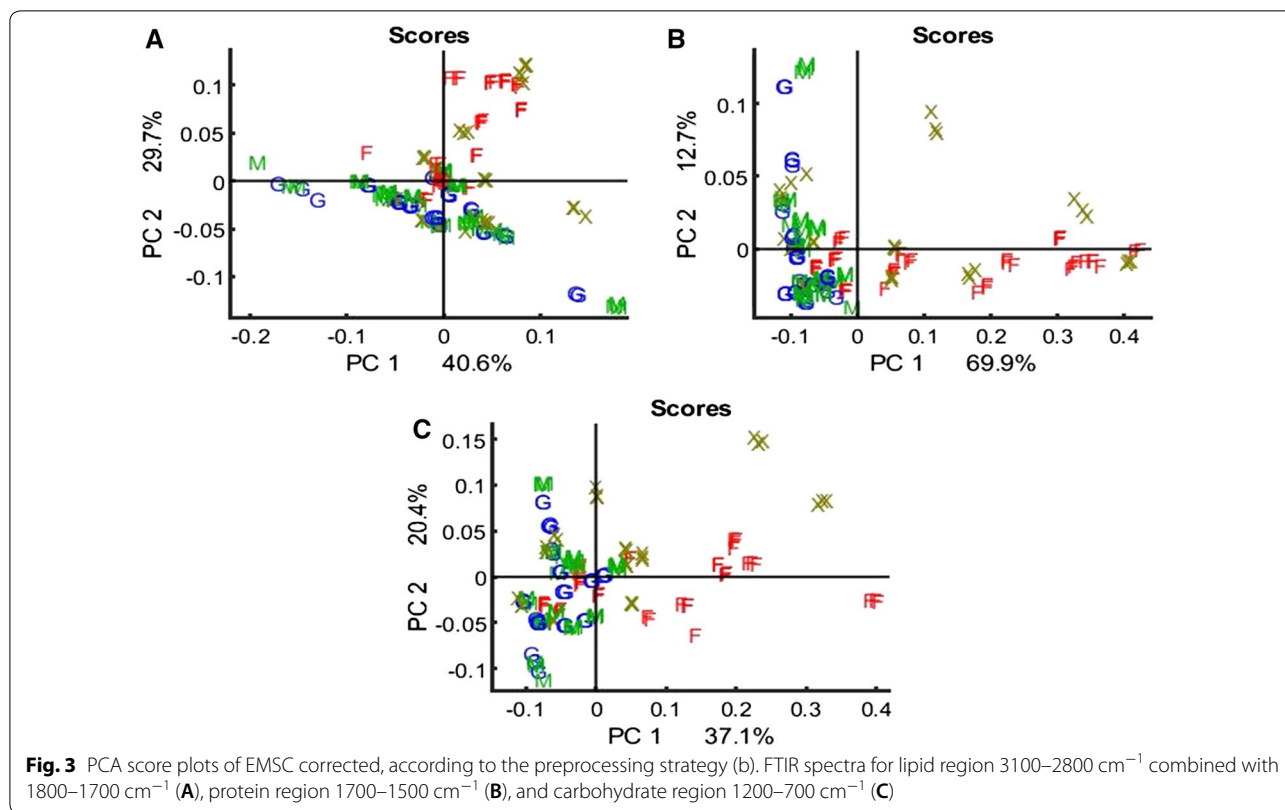 A
Scores
0.1
0.05
0
-0.05
-0.1
PC 2 29.7%
-0.2 -0.1 0 0.1
PC 1 40.6%
B
Scores
0.1
0.05
0
PC 2 12.7%
-0.1 0 0.1 0.2 0.3 0.4
PC 1 69.9%
C
Scores
0.15
0.1
0.05
0
-0.05
-0.1
PC 2 20.4%
-0.1 0 0.1 0.2 0.3 0.4
PC 1 37.1%
Fig. 3 PCA score plots of EMSC corrected, according to the preprocessing strategy (b). FTIR spectra for lipid region 3100–2800 cm⁻¹ combined with
1800–1700 cm⁻¹ (A), protein region 1700–1500 cm⁻¹ (B), and carbohydrate region 1200–700 cm⁻¹ (C)